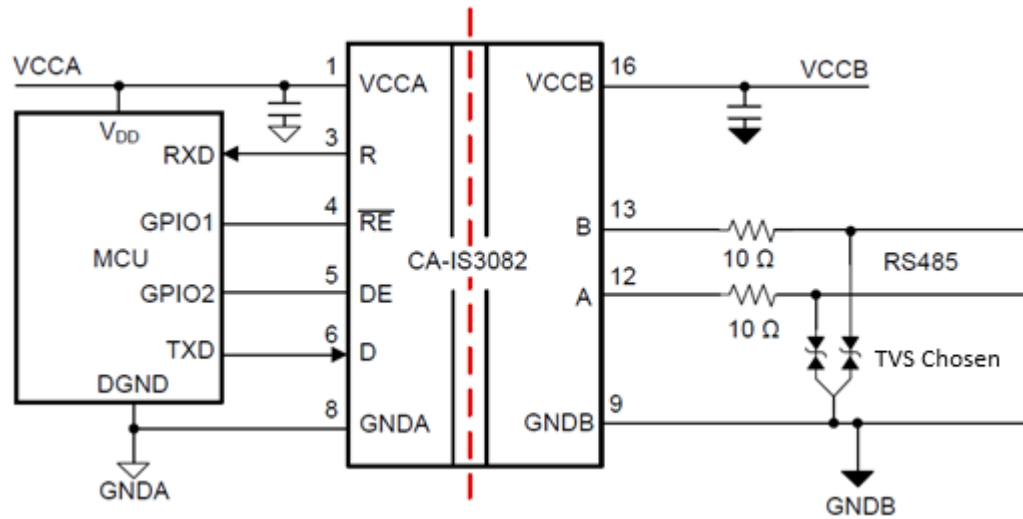 VCCA
1
VCCA
VCCB
16
VCCB
VDD
RXD
3
R
GPIO1
4
RE
B
13
10 Ω
RS485
MCU
CA-IS3082
GPIO2
5
DE
A
12
10 Ω
TXD
6
D
TVS Chosen
DGND
8
GNDA
GNDB
9
GNDA
GNDB